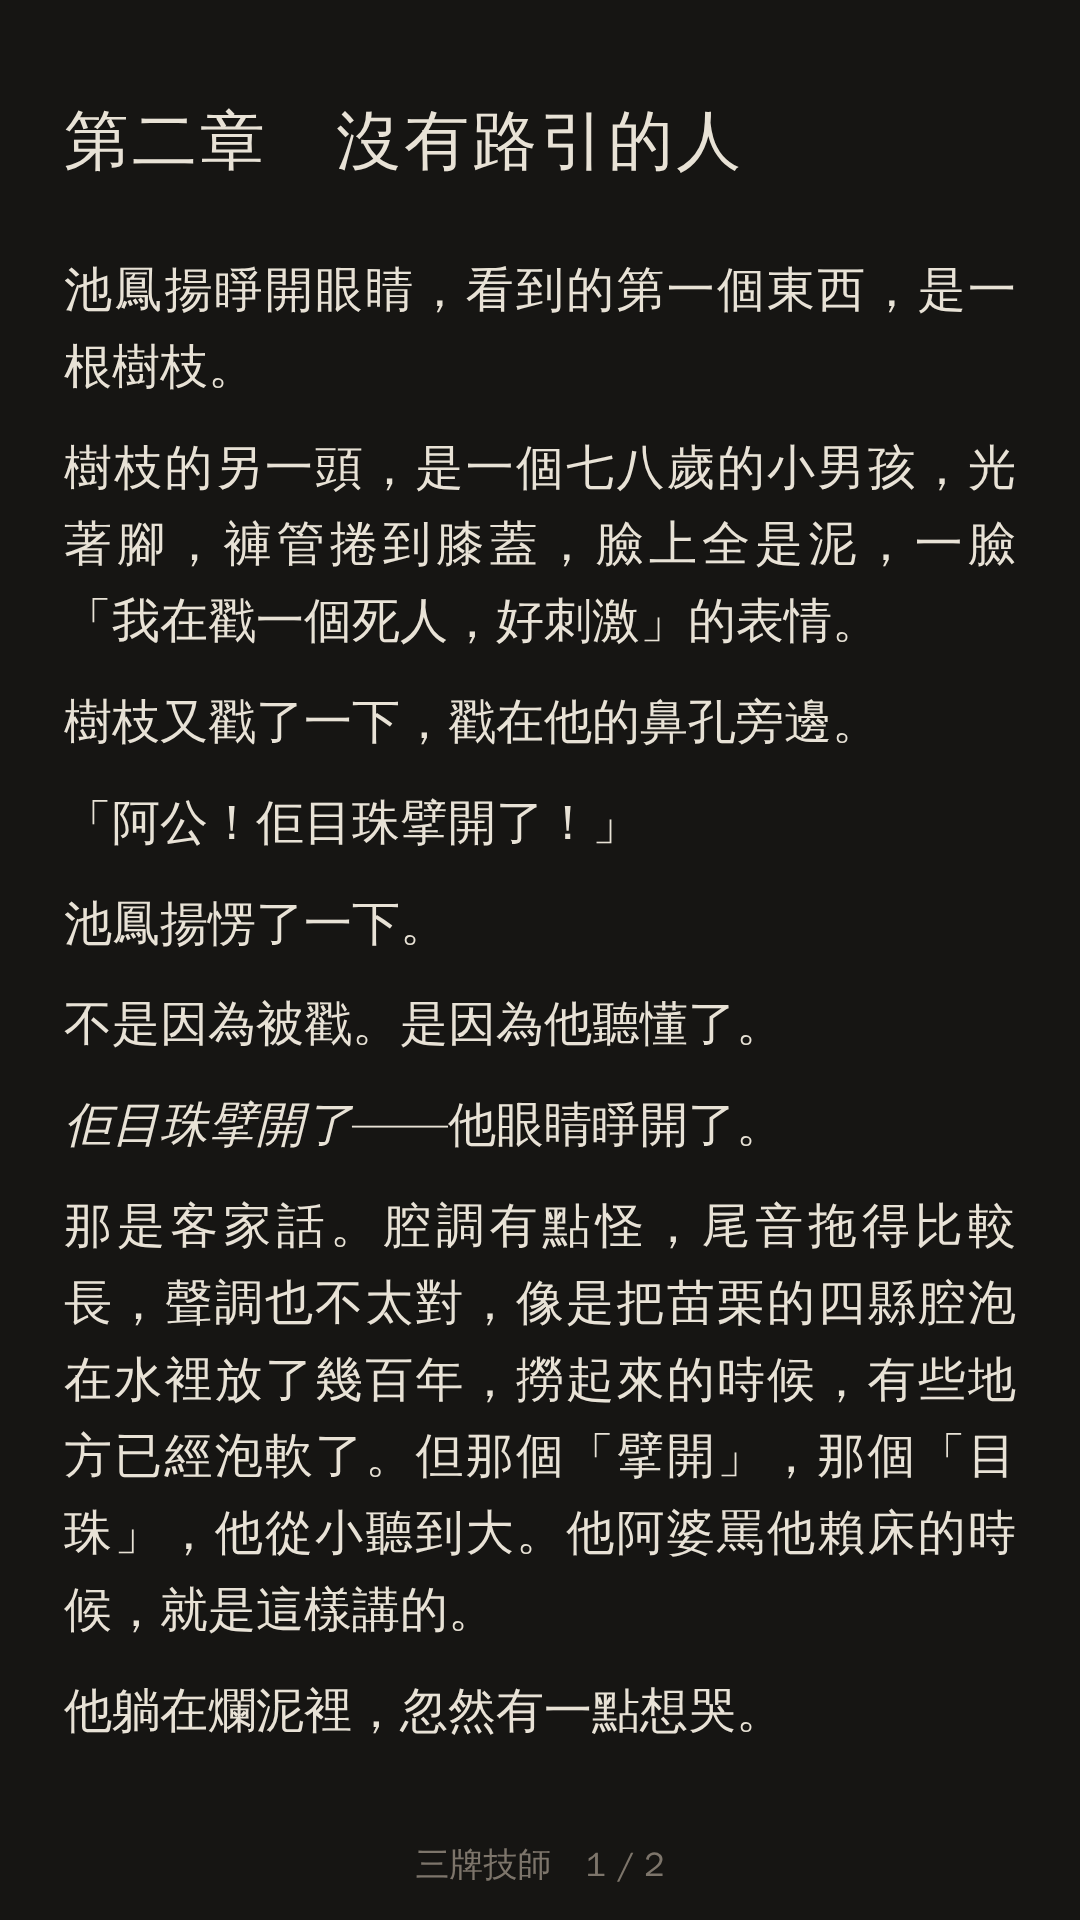 第二章　沒有路引的人
池鳳揚睜開眼睛，看到的第一個東西，是一
根樹枝。
樹枝的另一頭，是一個七八歲的小男孩，光
著腳，褲管捲到膝蓋，臉上全是泥，一臉
「我在戳一個死人，好刺激」的表情。
樹枝又戳了一下，戳在他的鼻孔旁邊。
「阿公！佢目珠擘開了！」
池鳳揚愣了一下。
不是因為被戳。是因為他聽懂了。
佢目珠擘開了——他眼睛睜開了。
那是客家話。腔調有點怪，尾音拖得比較
長，聲調也不太對，像是把苗栗的四縣腔泡
在水裡放了幾百年，撈起來的時候，有些地
方已經泡軟了。但那個「擘開」，那個「目
珠」，他從小聽到大。他阿婆罵他賴床的時
候，就是這樣講的。
他躺在爛泥裡，忽然有一點想哭。
三牌技師　１/２